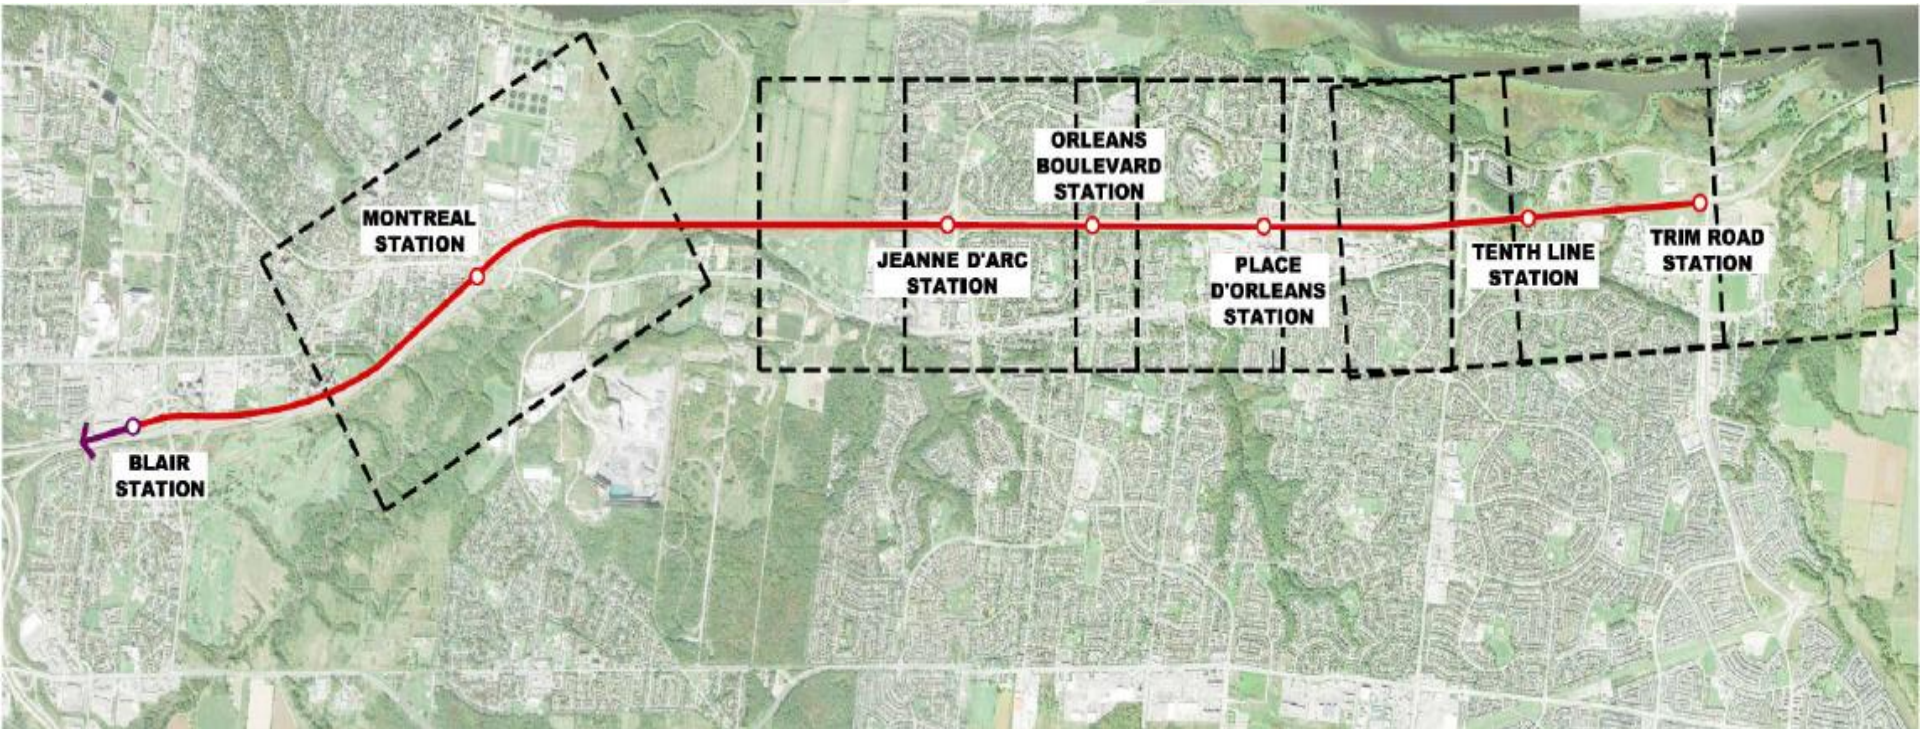 MONTREAL
STATION
BLAIR
STATION
JEANNE D'ARC
STATION
ORLEANS
BOULEVARD
STATION
PLACE
D'ORLEANS
STATION
TENTH LINE
STATION
TRIM ROAD
STATION